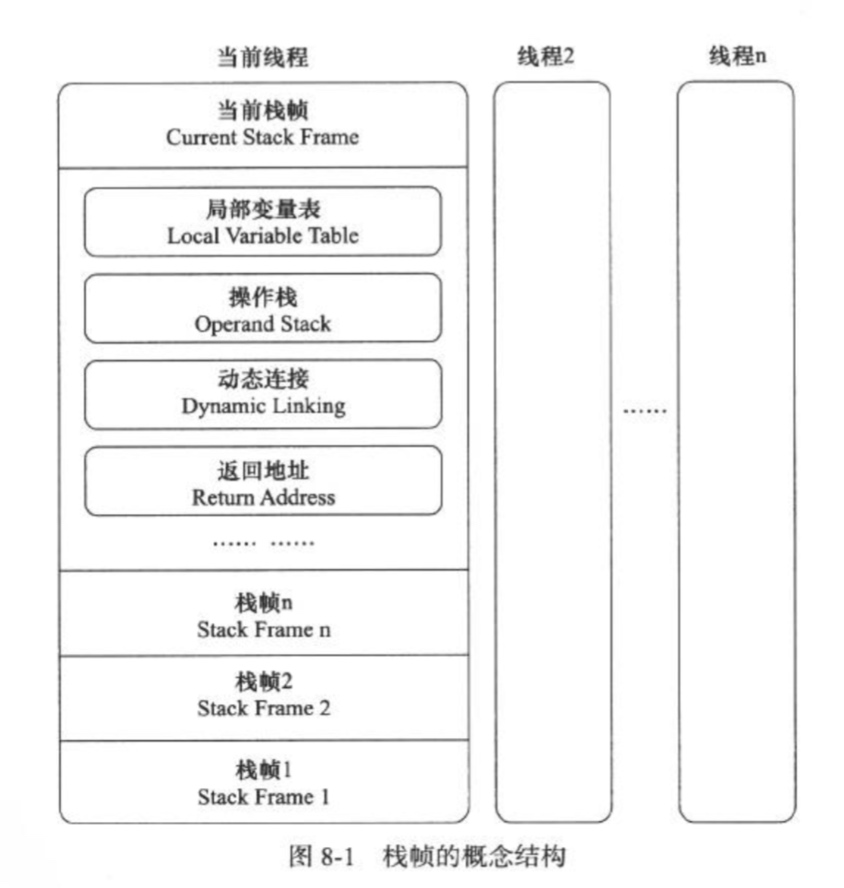 当前线程
线程2
线程n
当前栈帧
Current Stack Frame
局部变量表
Local Variable Table
操作栈
Operand Stack
动态连接
Dynamic Linking
......
返回地址
Return Address
...... ......
栈帧n
Stack Frame n
栈帧2
Stack Frame 2
栈帧1
Stack Frame 1
图 8-1 栈帧的概念结构